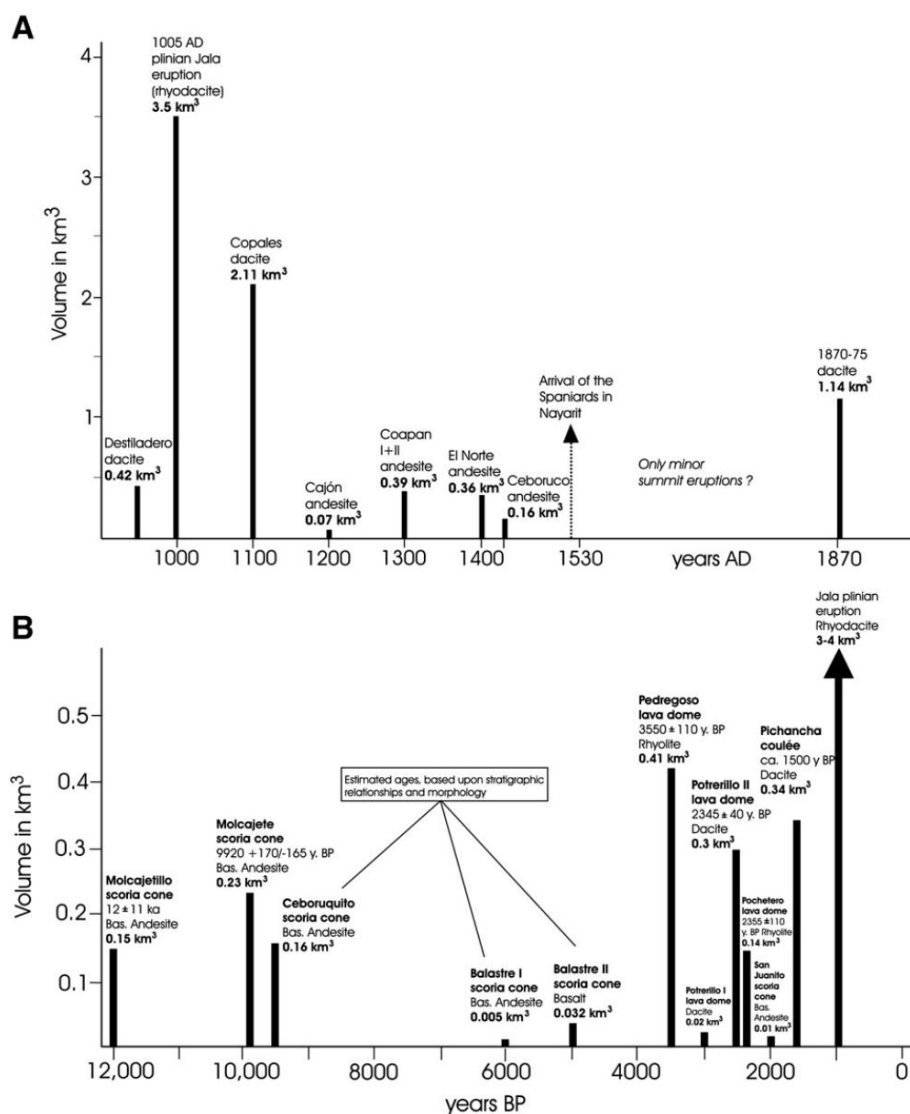 A
Volume in km3
4
3
2
1
1005 AD
plinian Jala
eruption
(rhyodacite)
3.5 km3
Copales
dacite
2.11 km3
Destiladero
dacite
0.42 km3
Cajón
andesite
0.07 km3
Coapan
I+II
andesite
0.39 km3
El Norte
andesite
0.36 km3
Ceboruco
andesite
0.16 km3
Arrival of the
Spaniards in
Nayarit
Only minor
summit eruptions ?
1870-75
dacite
1.14 km3
1000 1100 1200 1300 1400 1530 years AD 1870
B
Volume in km3
0.5
0.4
0.3
0.2
0.1
Molcajetillo
scoria cone
12 ± 11 ka
Bas. Andesite
0.15 km3
Molcajete
scoria cone
9920 +170/-165 y. BP
Bas. Andesite
0.23 km3
Ceboruquito
scoria cone
Bas. Andesite
0.16 km3
Estimated ages, based upon stratigraphic
relationships and morphology
Balastre I
scoria cone
Bas. Andesite
0.005 km3
Balastre II
scoria cone
Basalt
0.032 km3
Pedregoso
lava dome
3550 ± 110 y. BP
Rhyolite
0.41 km3
Potrerillo I
lava dome
Dacite
0.02 km3
Potrerillo II
lava dome
2345 ± 40 y. BP
Dacite
0.3 km3
Pochetero
lava dome
2355 ±110
y. BP Rhyolite
0.14 km3
San
Juanito
scoria
cone
Bas.
Andesite
0.01 km3
Pichancha
coulée
ca. 1500 y BP
Dacite
0.34 km3
Jala plinian
eruption
Rhyodacite
3-4 km3
12,000 10,000 8000 6000 4000 2000 0
years BP